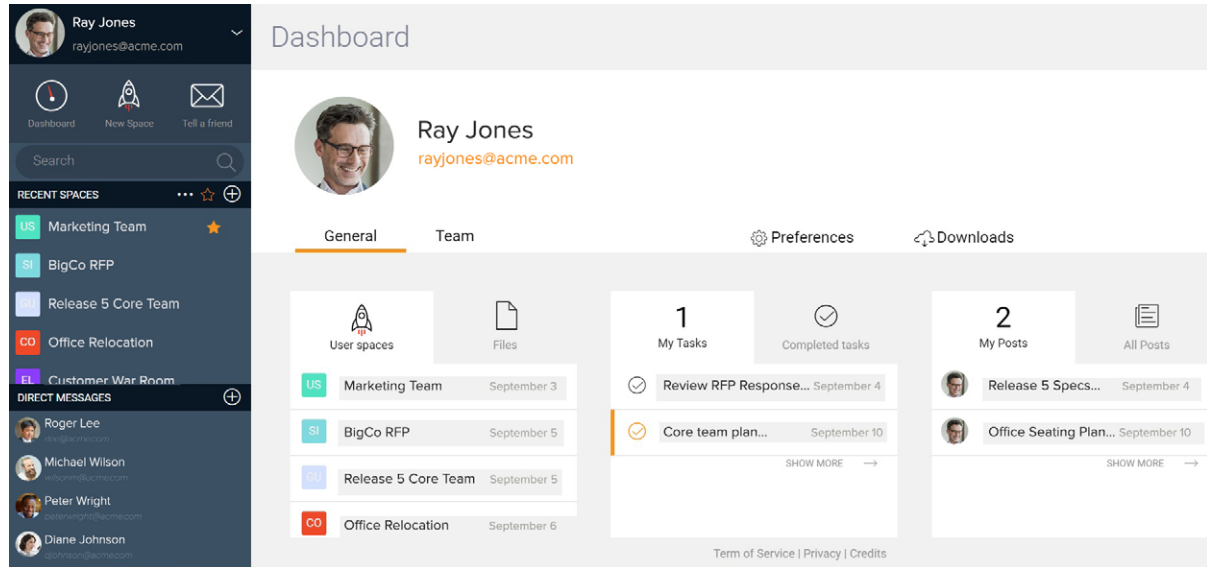 Ray Jones
rayjones@acme.com
Dashboard
New Space
Tell a friend
Search
RECENT SPACES
US Marketing Team
SI BigCo RFP
GU Release 5 Core Team
CO Office Relocation
EL Customer War Room
DIRECT MESSAGES
Roger Lee
Michael Wilson
Peter Wright
peterwright@acme.com
Diane Johnson
Dashboard
Ray Jones
rayjones@acme.com
General Team Preferences Downloads
User spaces Files
US Marketing Team September 3
SI BigCo RFP September 5
GU Release 5 Core Team September 5
CO Office Relocation September 6
1
My Tasks Completed tasks
Review RFP Response... September 4
Core team plan... September 10
SHOW MORE
2
My Posts All Posts
Release 5 Specs... September 4
Office Seating Plan... September 10
SHOW MORE
Term of Service | Privacy | Credits